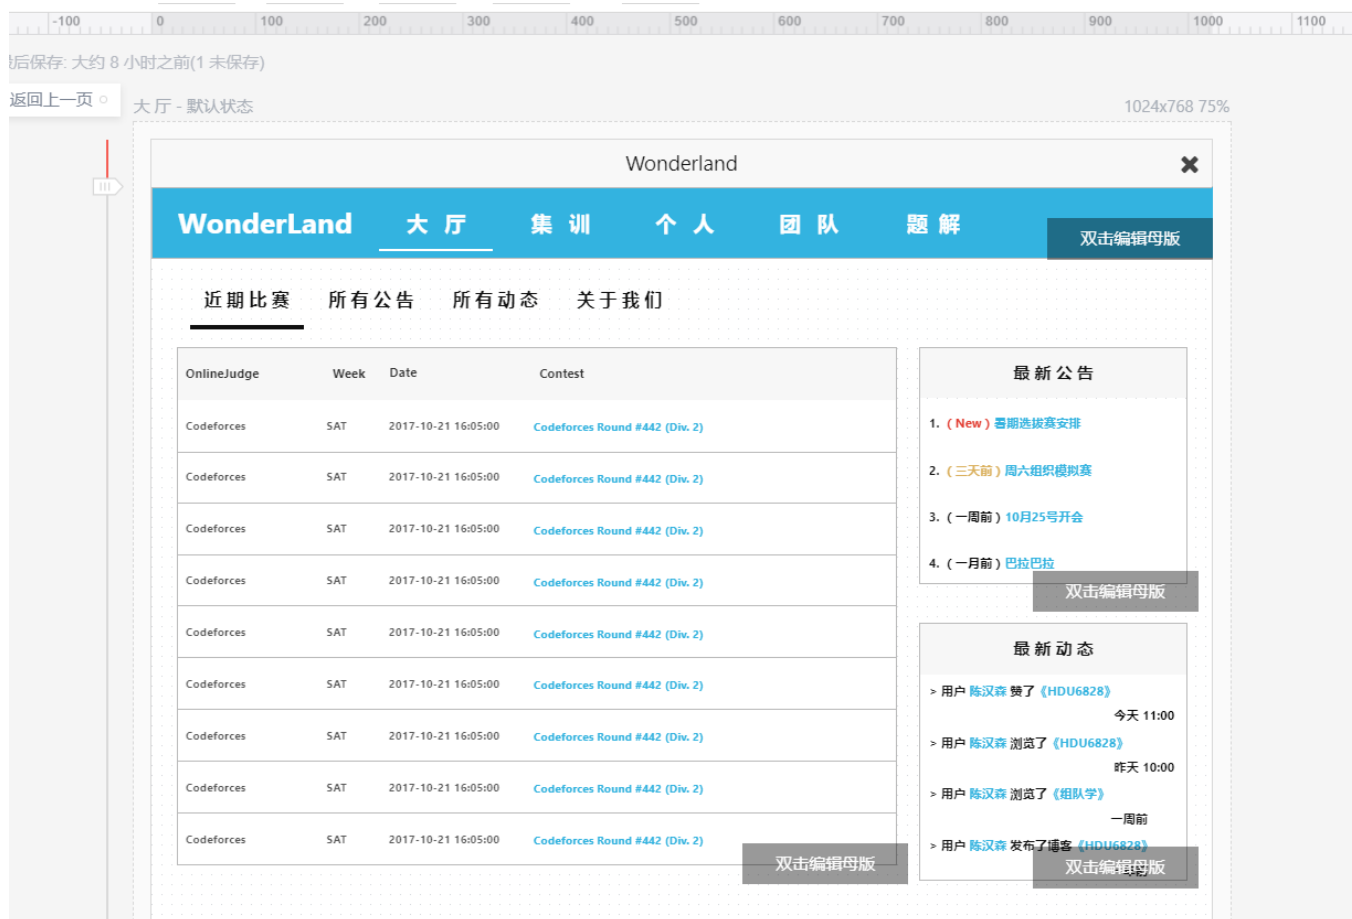 -100 0 100 200 300 400 500 600 700 800 900 1000 1100
后保存: 大约 8 小时之前(1 未保存)
返回上一页
大 厅 - 默认状态
1024x768 75%
Wonderland
WonderLand 大 厅 集 训 个 人 团 队 题 解
双击编辑母版
近期比赛 所有公告 所有动态 关于我们
OnlineJudge Week Date Contest
Codeforces SAT 2017-10-21 16:05:00 Codeforces Round #442 (Div. 2)
Codeforces SAT 2017-10-21 16:05:00 Codeforces Round #442 (Div. 2)
Codeforces SAT 2017-10-21 16:05:00 Codeforces Round #442 (Div. 2)
Codeforces SAT 2017-10-21 16:05:00 Codeforces Round #442 (Div. 2)
Codeforces SAT 2017-10-21 16:05:00 Codeforces Round #442 (Div. 2)
Codeforces SAT 2017-10-21 16:05:00 Codeforces Round #442 (Div. 2)
Codeforces SAT 2017-10-21 16:05:00 Codeforces Round #442 (Div. 2)
Codeforces SAT 2017-10-21 16:05:00 Codeforces Round #442 (Div. 2)
Codeforces SAT 2017-10-21 16:05:00 Codeforces Round #442 (Div. 2)
双击编辑母版
最新公告
1.（New）暑期选拔赛安排
2.（三天前）周六组织模拟赛
3.（一周前）10月25号开会
4.（一月前）巴拉巴拉
双击编辑母版
最新动态
> 用户 陈汉森 赞了《HDU6828》
今天 11:00
> 用户 陈汉森 浏览了《HDU6828》
昨天 10:00
> 用户 陈汉森 浏览了《组队学》
一周前
> 用户 陈汉森 发布了博客《HDU6828》
双击编辑母版